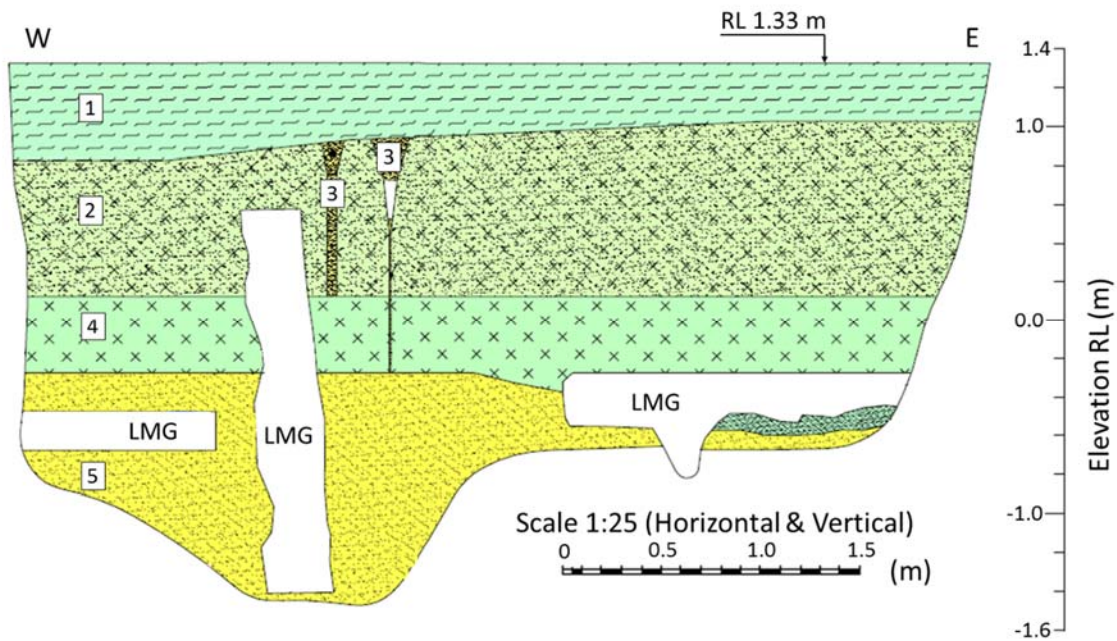 RL 1.33 m
W
E
1.4
1
1.0
3
3
2
4
0.0
LMG
LMG
LMG
5
Elevation RL (m)
-1.0
-1.6
Scale 1:25 (Horizontal & Vertical)
0 0.5 1.0 1.5
(m)